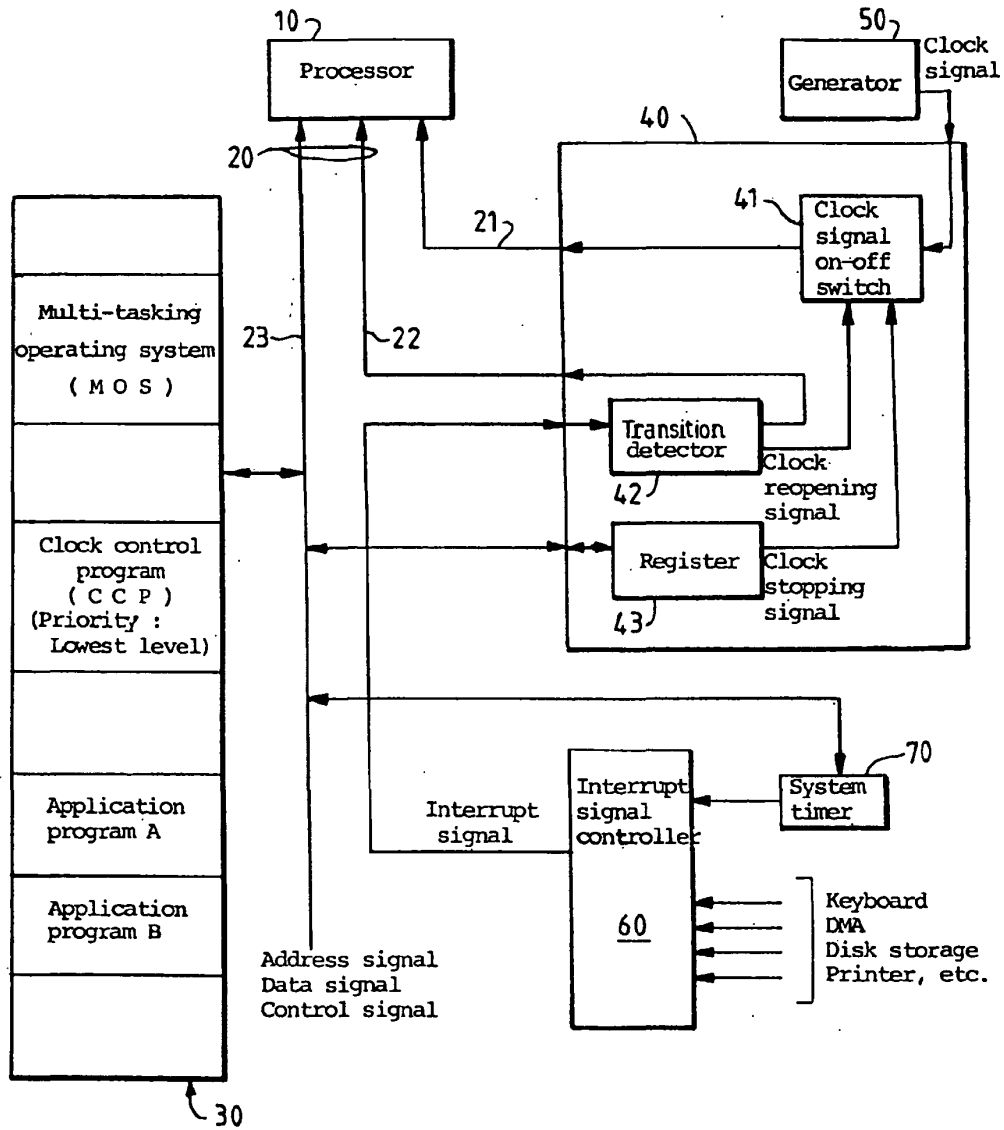 10
Processor
50
Generator
Clock
signal
20
40
41
Clock
signal
on-off
switch
21
Multi-tasking
operating system
( M O S )
23
22
Transition
detector
42
Clock
reopening
signal
Clock control
program
( C C P )
(Priority :
Lowest level)
Register
43
Clock
stopping
signal
70
System
timer
Interrupt
signal
Interrupt
signal
controller
60
Application
program A
Application
program B
Keyboard
DMA
Disk storage
Printer, etc.
Address signal
Data signal
Control signal
30